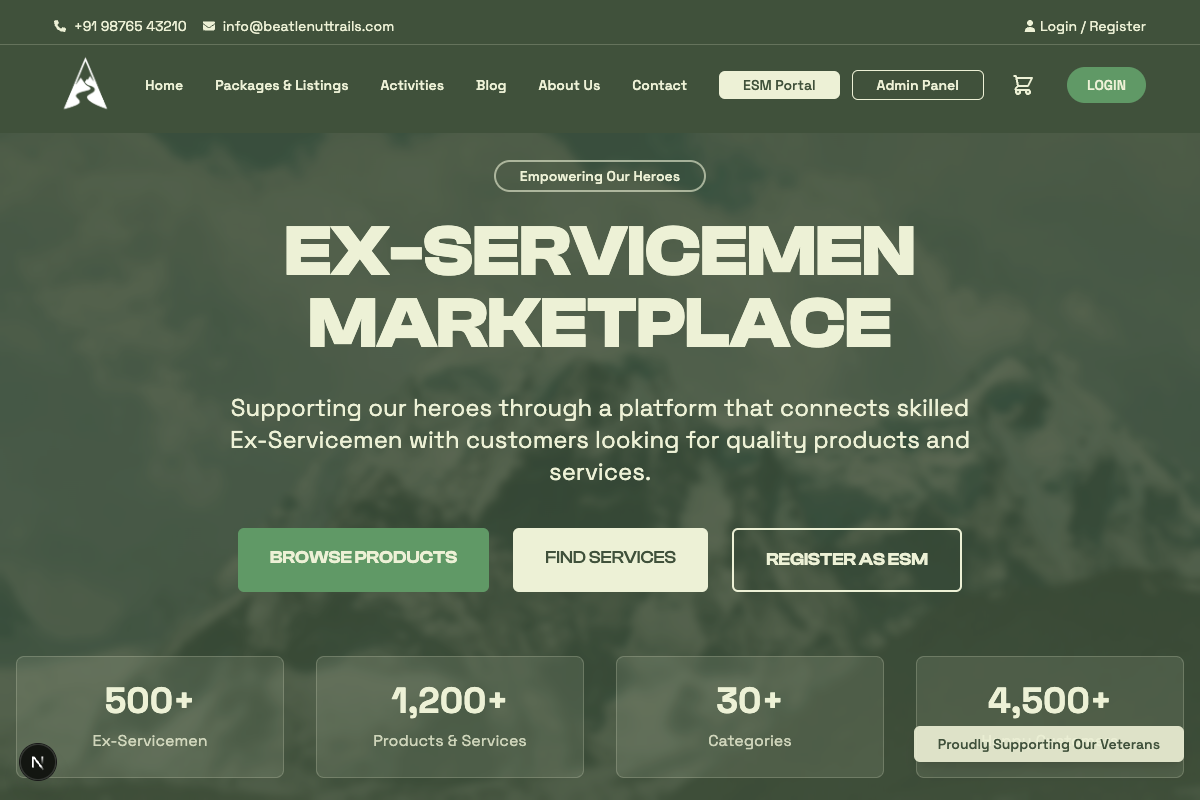 +91 98765 43210
info@beatlenuttrails.com
Login / Register
Home
Packages & Listings
Activities
Blog
About Us
Contact
ESM Portal
Admin Panel
LOGIN
Empowering Our Heroes
EX-SERVICEMEN
MARKETPLACE
Supporting our heroes through a platform that connects skilled
Ex-Servicemen with customers looking for quality products and
services.
BROWSE PRODUCTS
FIND SERVICES
REGISTER AS ESM
500+
Ex-Servicemen
1,200+
Products & Services
30+
Categories
4,500+
Proudly Supporting Our Veterans
N